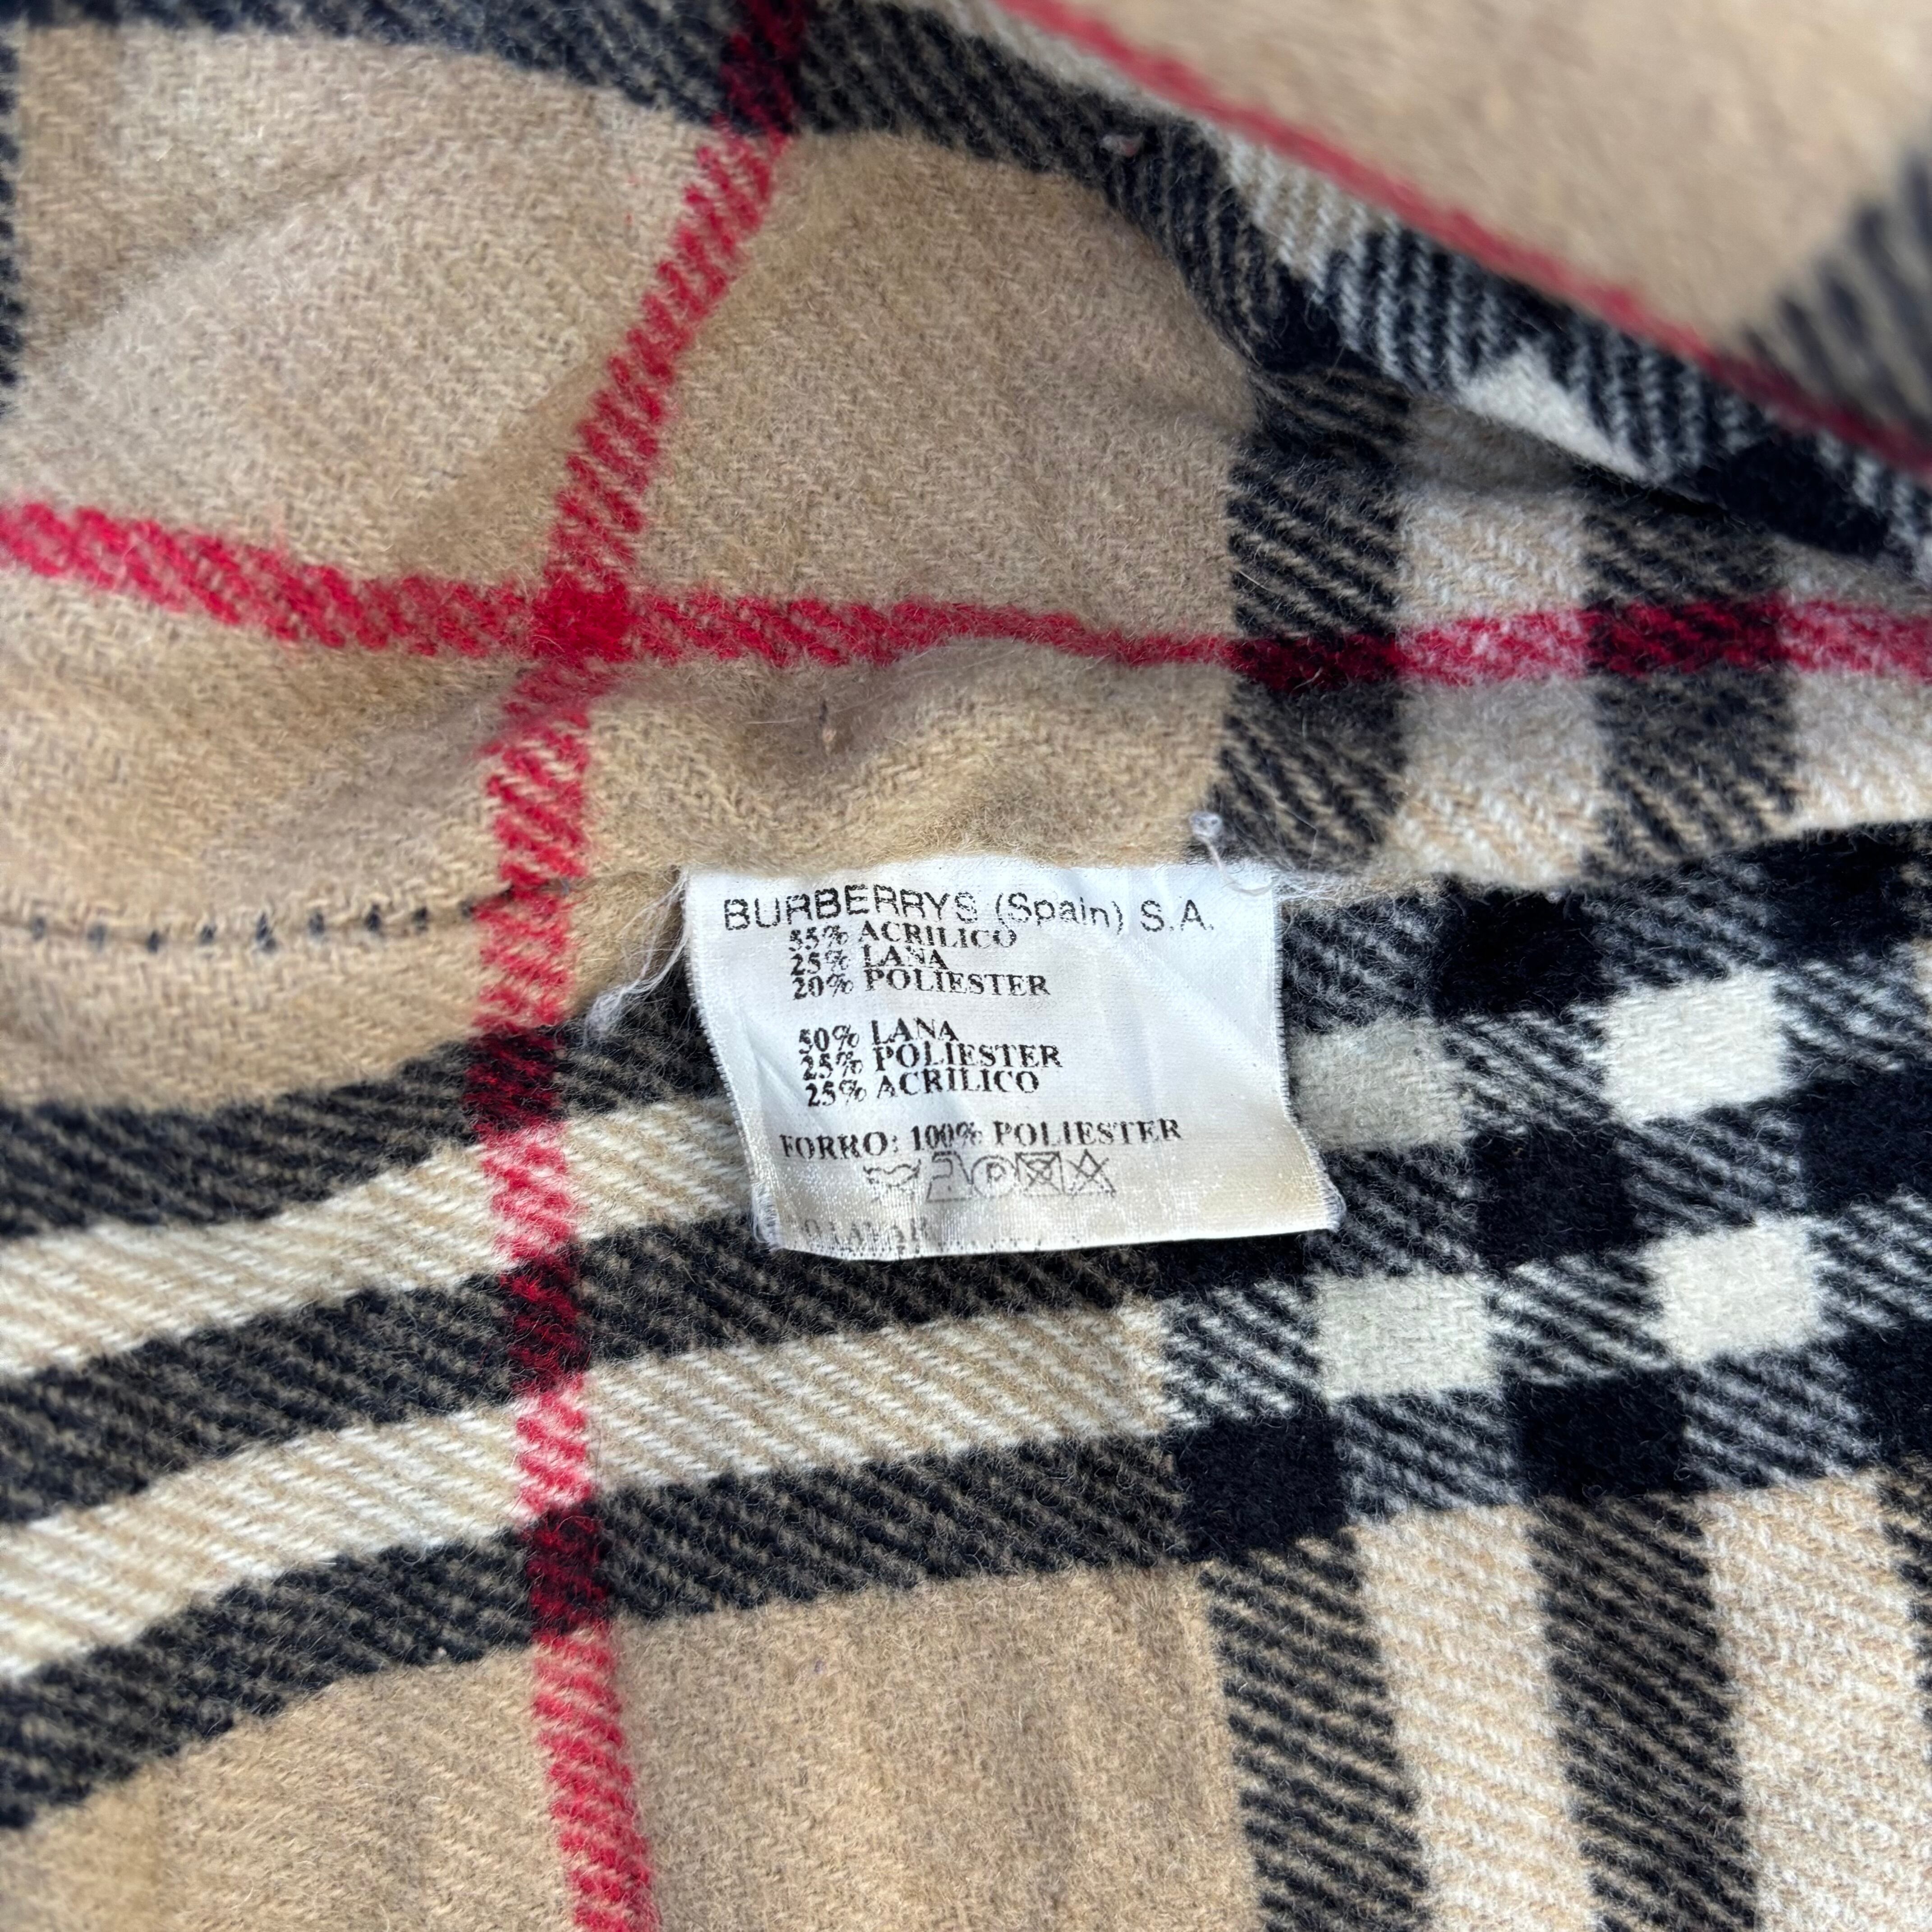 BURBERRYS (Spain) S.A.
55% ACRILICO
25% LANA
20% POLIESTER
50% LANA
25% POLIESTER
25% ACRILICO
FORRO: 100% POLIESTER
P